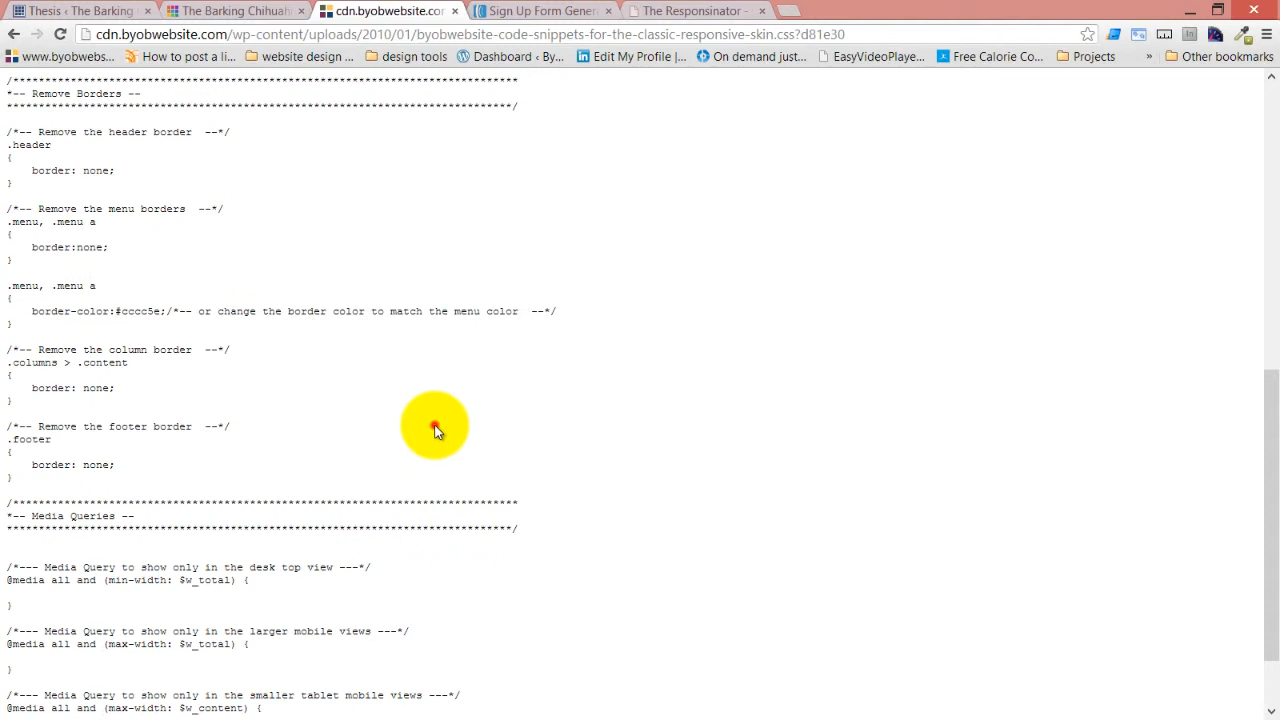 Thesis < The Barking
The Barking Chihuah
cdn.byobwebsite.co
Sign Up Form Genera
The Responsinator -
cdn.byobwebsite.com/wp-content/uploads/2010/01/byobwebsite-code-snippets-for-the-classic-responsive-skin.css?d81e30
www.byobwebs...
How to post a li...
website design ...
design tools
Dashboard ‹ By...
Edit My Profile |...
On demand just...
EasyVideoPlaye...
Free Calorie Co...
Projects
»
Other bookmarks
/******************************************************************************
*-- Remove Borders --
*******************************************************************************/
/*-- Remove the header border  --*/
.header
{
border: none;
}
/*-- Remove the menu borders  --*/
.menu, .menu a
{
border:none;
}
.menu, .menu a
{
border-color:#cccc5e;/*-- or change the border color to match the menu color  --*/
}
/*-- Remove the column border  --*/
.columns > .content
{
border: none;
}
/*-- Remove the footer border  --*/
.footer
{
border: none;
}
/******************************************************************************
*-- Media Queries --
*******************************************************************************/
/*--- Media Query to show only in the desk top view ---*/
@media all and (min-width: $w_total) {
}
/*--- Media Query to show only in the larger mobile views ---*/
@media all and (max-width: $w_total) {
}
/*--- Media Query to show only in the smaller tablet mobile views ---*/
@media all and (max-width: $w_content) {